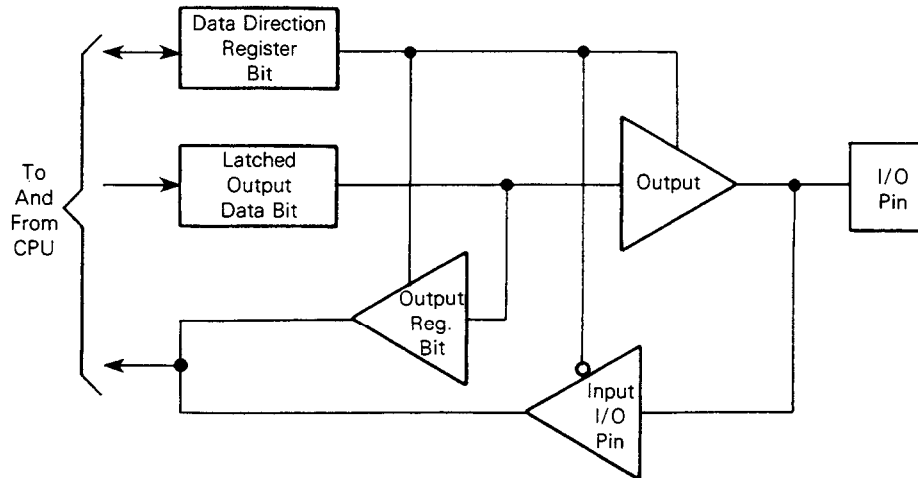 Data Direction
Register
Bit
To
And
From
CPU
Latched
Output
Data Bit
Output
I/O
Pin
Output
Reg.
Bit
Input
I/O
Pin